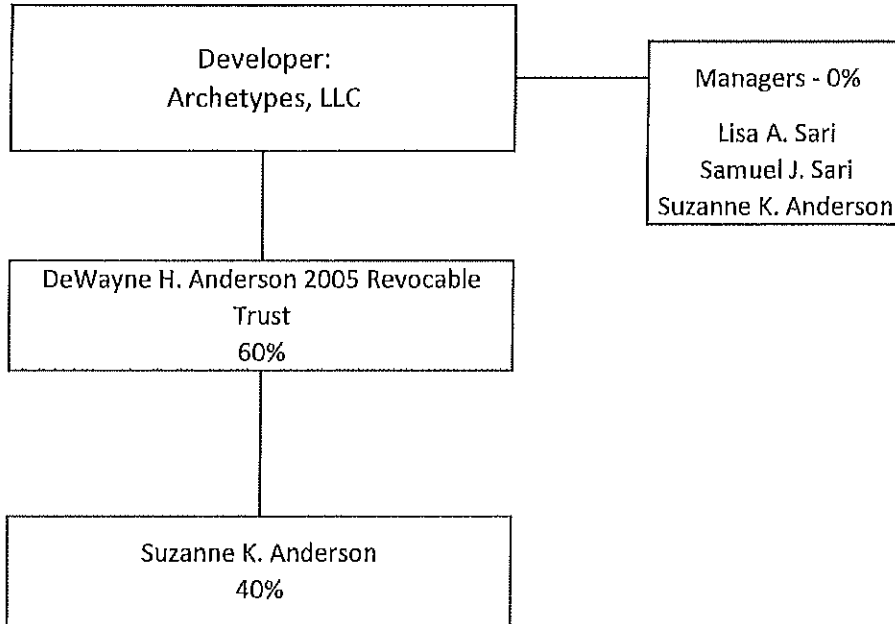 Developer:
Archetypes, LLC
Managers - 0%
Lisa A. Sari
Samuel J. Sari
Suzanne K. Anderson
DeWayne H. Anderson 2005 Revocable
Trust
60%
Suzanne K. Anderson
40%